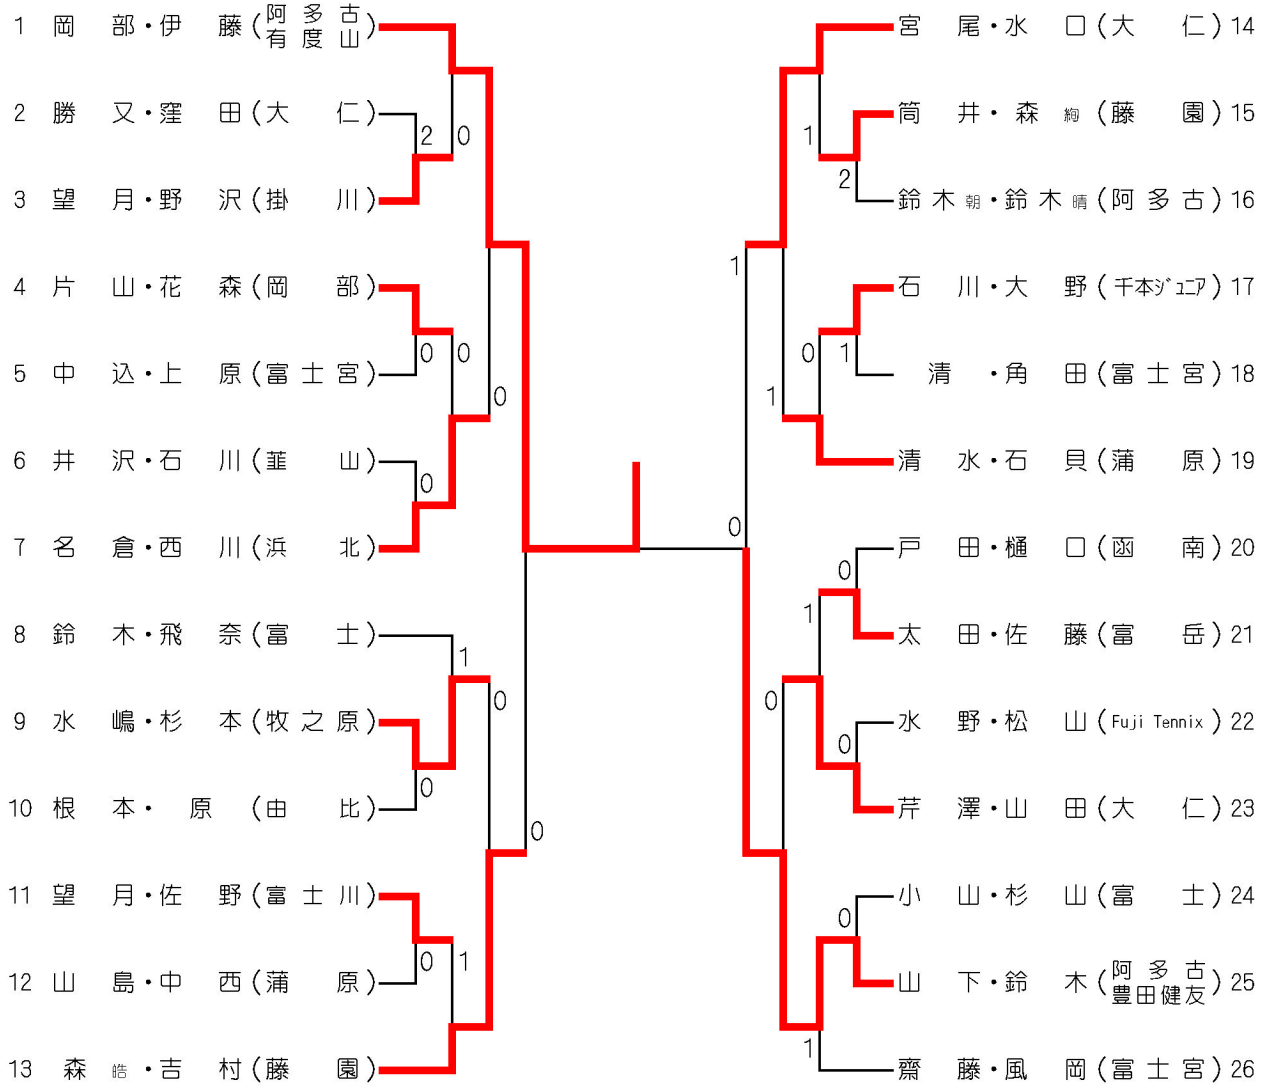 1 岡部・伊藤(阿多古 有度山)
2 勝又・窪田(大仁)
3 望月・野沢(掛川)
4 片山・花森(岡部)
5 中込・上原(富士宮)
6 井沢・石川(韮山)
7 名倉・西川(浜北)
8 鈴木・飛奈(富士)
9 水嶋・杉本(牧之原)
10 根本・原(由比)
11 望月・佐野(富士川)
12 山島・中西(蒲原)
13 森皓・吉村(藤園)
2 0
0 0
0
0
1
0
0
0 1
0
0
宮尾・水口(大仁) 14
筒井・森絢(藤園) 15
鈴木朝・鈴木晴(阿多古) 16
石川・大野(千本ジュニア) 17
清・角田(富士宮) 18
清水・石貝(蒲原) 19
戸田・樋口(函南) 20
太田・佐藤(富岳) 21
水野・松山(Fuji Tennix) 22
芹澤・山田(大仁) 23
小山・杉山(富士) 24
山下・鈴木(阿多古 豊田健友) 25
齋藤・風岡(富士宮) 26
1
2
1
0 1
1
0
0
1
0
0
0
1